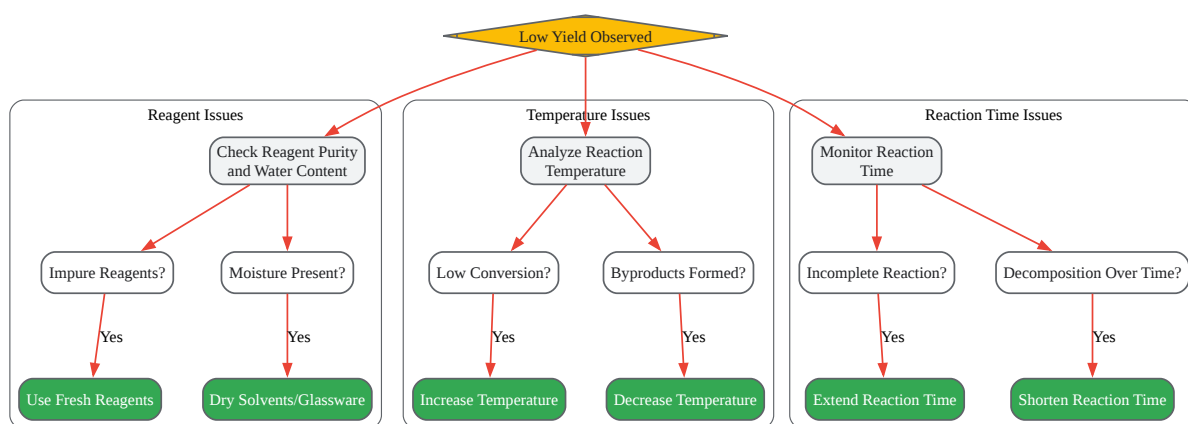 Low Yield Observed
Reagent Issues
Temperature Issues
Reaction Time Issues
Check Reagent Purity
and Water Content
Analyze Reaction
Temperature
Monitor Reaction
Time
Impure Reagents?
Moisture Present?
Low Conversion?
Byproducts Formed?
Incomplete Reaction?
Decomposition Over Time?
Yes
Yes
Yes
Yes
Yes
Yes
Use Fresh Reagents
Dry Solvents/Glassware
Increase Temperature
Decrease Temperature
Extend Reaction Time
Shorten Reaction Time